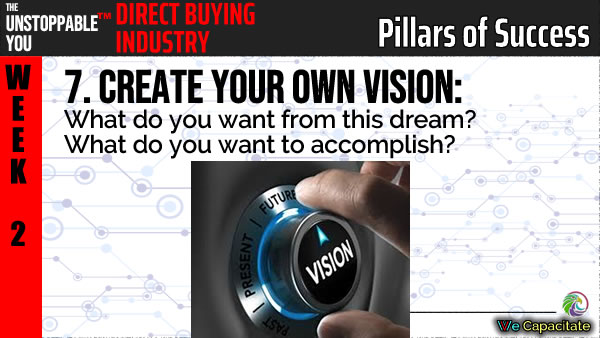 THE
UNSTOPPABLE™
YOU
DIRECT BUYING
INDUSTRY
Pillars of Success
WEEK 2
7. CREATE YOUR OWN VISION:
What do you want from this dream?
What do you want to accomplish?
PAST | PRESENT | FUTURE
VISION
We Capacitate